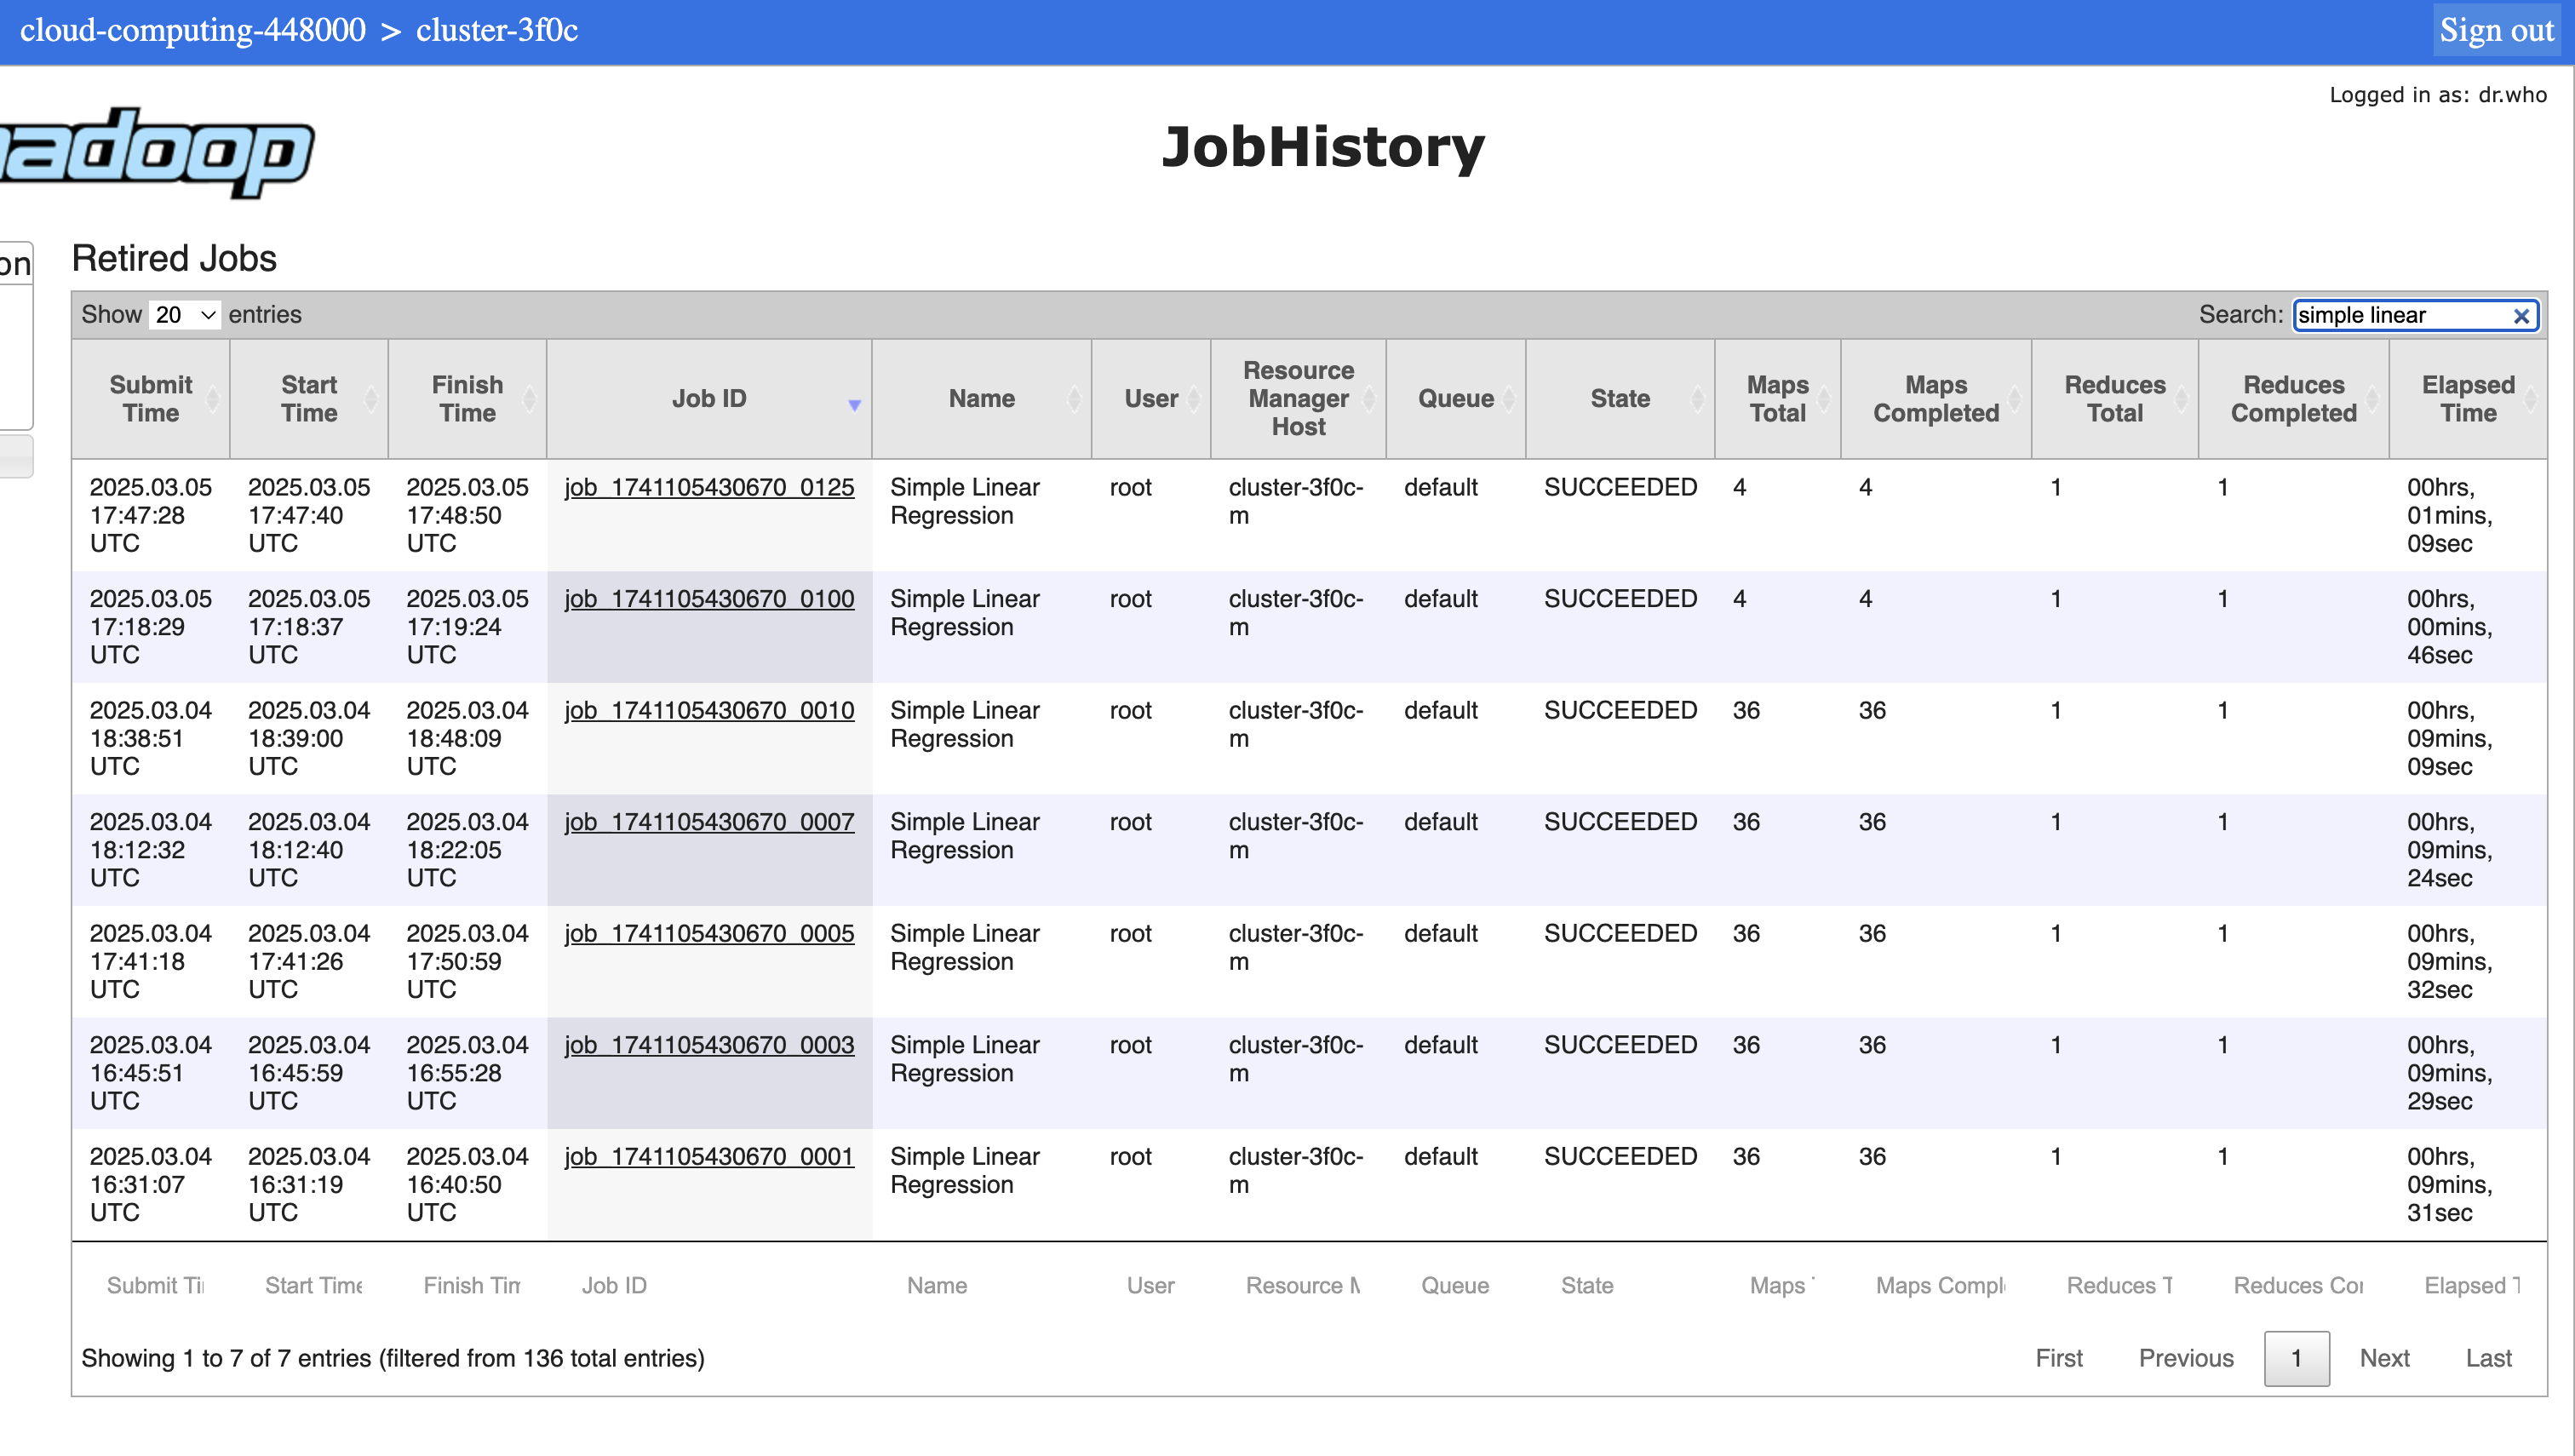 cloud-computing-448000 > cluster-3f0c
Sign out
Logged in as: dr.who
adoop
JobHistory
on
Retired Jobs
Show 20 entries
Search: simple linear
Submit Time
Start Time
Finish Time
Job ID
Name
User
Resource Manager Host
Queue
State
Maps Total
Maps Completed
Reduces Total
Reduces Completed
Elapsed Time
2025.03.05 17:47:28 UTC 2025.03.05 17:47:40 UTC 2025.03.05 17:48:50 UTC job_1741105430670_0125 Simple Linear Regression root cluster-3f0c-m default SUCCEEDED 4 4 1 1 00hrs, 01mins, 09sec
2025.03.05 17:18:29 UTC 2025.03.05 17:18:37 UTC 2025.03.05 17:19:24 UTC job_1741105430670_0100 Simple Linear Regression root cluster-3f0c-m default SUCCEEDED 4 4 1 1 00hrs, 00mins, 46sec
2025.03.04 18:38:51 UTC 2025.03.04 18:39:00 UTC 2025.03.04 18:48:09 UTC job_1741105430670_0010 Simple Linear Regression root cluster-3f0c-m default SUCCEEDED 36 36 1 1 00hrs, 09mins, 09sec
2025.03.04 18:12:32 UTC 2025.03.04 18:12:40 UTC 2025.03.04 18:22:05 UTC job_1741105430670_0007 Simple Linear Regression root cluster-3f0c-m default SUCCEEDED 36 36 1 1 00hrs, 09mins, 24sec
2025.03.04 17:41:18 UTC 2025.03.04 17:41:26 UTC 2025.03.04 17:50:59 UTC job_1741105430670_0005 Simple Linear Regression root cluster-3f0c-m default SUCCEEDED 36 36 1 1 00hrs, 09mins, 32sec
2025.03.04 16:45:51 UTC 2025.03.04 16:45:59 UTC 2025.03.04 16:55:28 UTC job_1741105430670_0003 Simple Linear Regression root cluster-3f0c-m default SUCCEEDED 36 36 1 1 00hrs, 09mins, 29sec
2025.03.04 16:31:07 UTC 2025.03.04 16:31:19 UTC 2025.03.04 16:40:50 UTC job_1741105430670_0001 Simple Linear Regression root cluster-3f0c-m default SUCCEEDED 36 36 1 1 00hrs, 09mins, 31sec
Submit Ti Start Time Finish Tim Job ID Name User Resource M Queue State Maps Maps Compl Reduces T Reduces Cor Elapsed T
Showing 1 to 7 of 7 entries (filtered from 136 total entries)
First Previous 1 Next Last